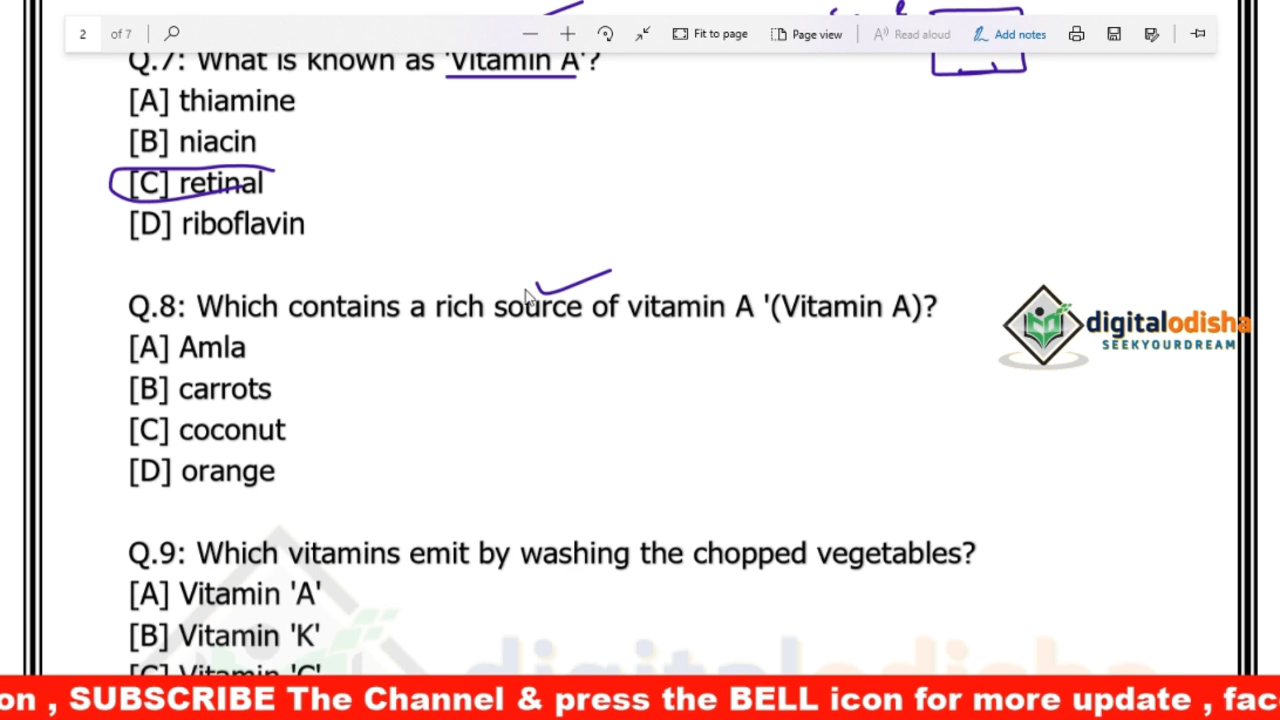 2 of 7 Fit to page Page view Read aloud Add notes
Q.7: What is known as 'Vitamin A'?
[A] thiamine
[B] niacin
[C] retinal
[D] riboflavin
Q.8: Which contains a rich source of vitamin A '(Vitamin A)?
[A] Amla
[B] carrots
[C] coconut
[D] orange
digitalodisha
SEEKYOURDREAM
Q.9: Which vitamins emit by washing the chopped vegetables?
[A] Vitamin 'A'
[B] Vitamin 'K'
[C] Vitamin 'C'
digitalodisha
on , SUBSCRIBE The Channel & press the BELL icon for more update , fac